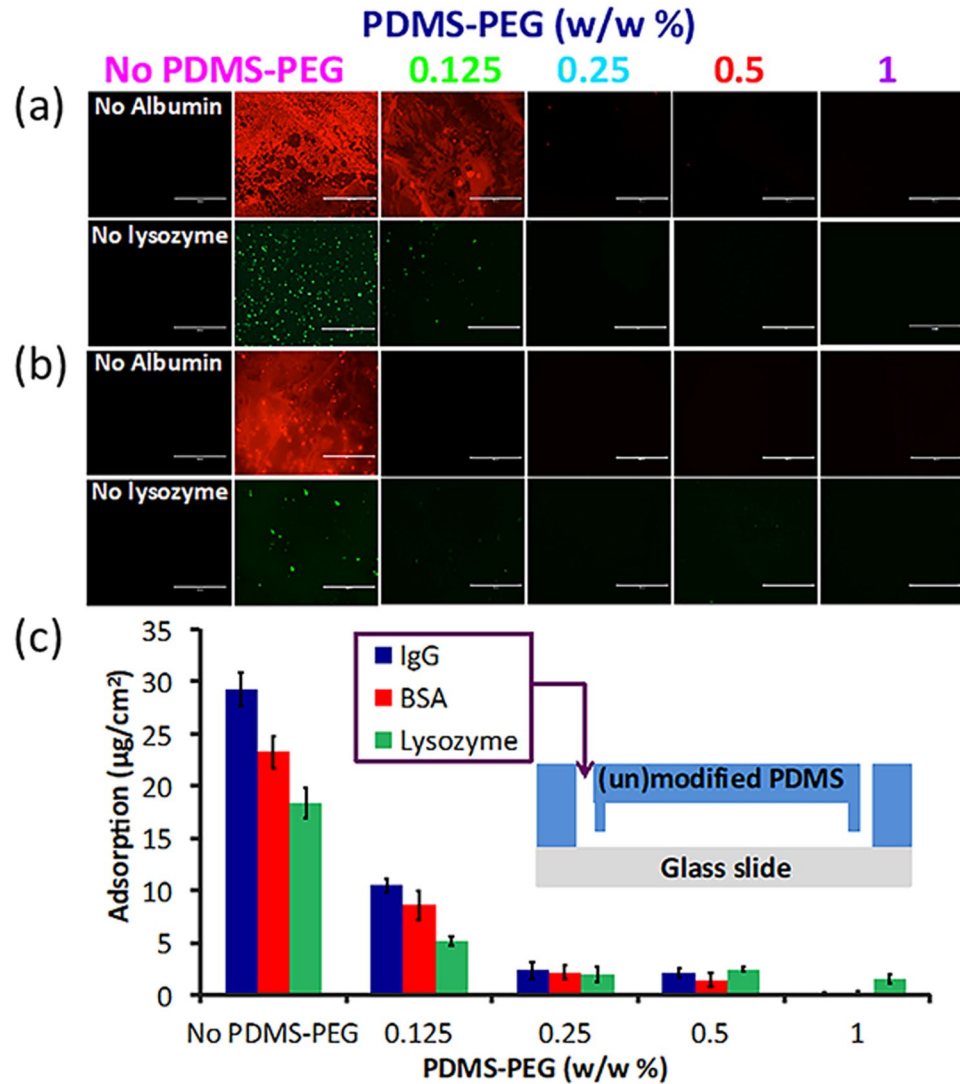 PDMS-PEG (w/w %)
No PDMS-PEG 0.125 0.25 0.5 1
(a)
No Albumin
No lysozyme
(b)
No Albumin
No lysozyme
(c)
35
30
25
20
15
10
5
0
Adsorption (µg/cm²)
IgG
BSA
Lysozyme
(un)modified PDMS
Glass slide
No PDMS-PEG 0.125 0.25 0.5 1
PDMS-PEG (w/w %)